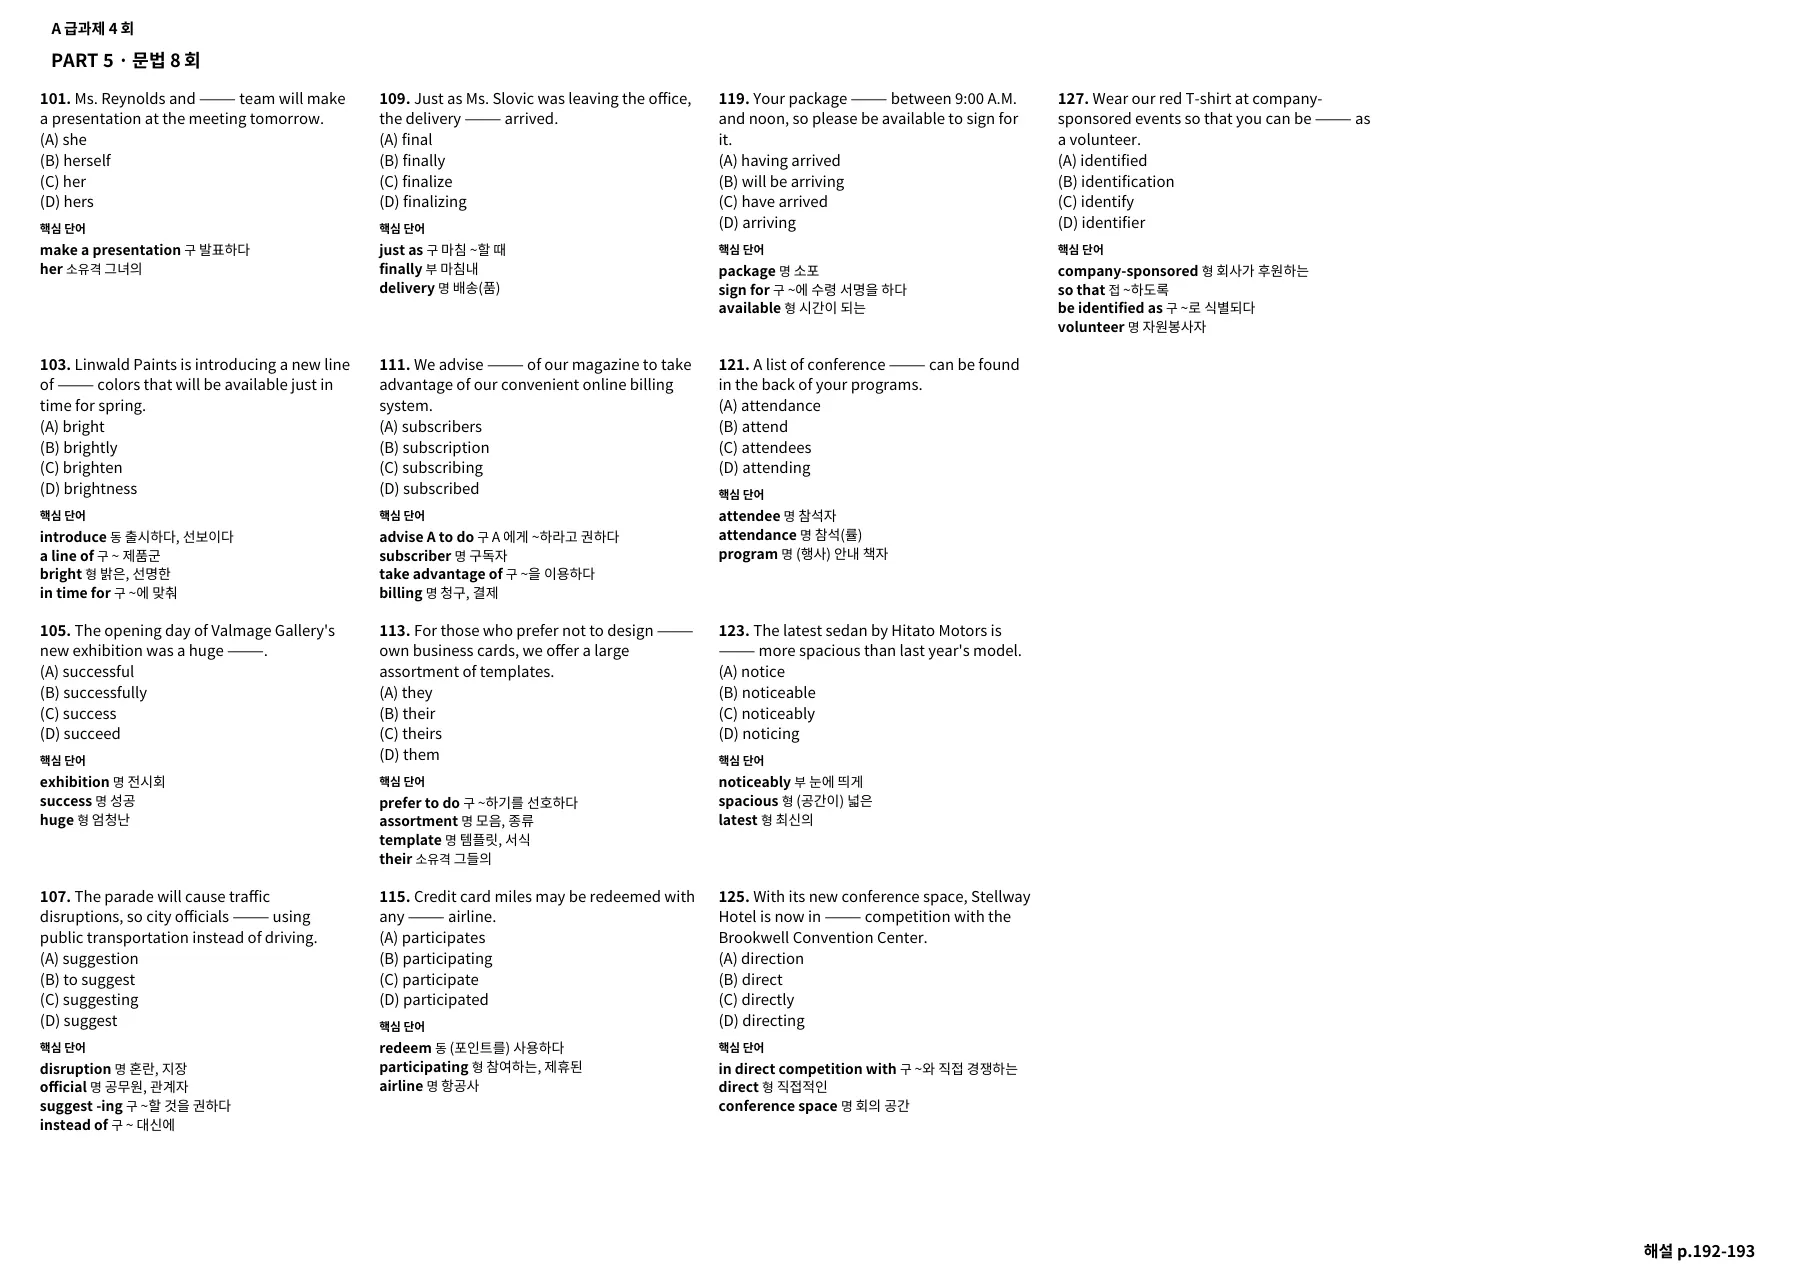 A급과제 4회
PART 5 · 문법 8회
101. Ms. Reynolds and ⸺ team will make
a presentation at the meeting tomorrow.
(A) she
(B) herself
(C) her
(D) hers
핵심 단어
make a presentation 구 발표하다
her 소유격 그녀의
103. Linwald Paints is introducing a new line
of ⸺ colors that will be available just in
time for spring.
(A) bright
(B) brightly
(C) brighten
(D) brightness
핵심 단어
introduce 동 출시하다, 선보이다
a line of 구 ~ 제품군
bright 형 밝은, 선명한
in time for 구 ~에 맞춰
105. The opening day of Valmage Gallery's
new exhibition was a huge ⸺.
(A) successful
(B) successfully
(C) success
(D) succeed
핵심 단어
exhibition 명 전시회
success 명 성공
huge 형 엄청난
107. The parade will cause traffic
disruptions, so city officials ⸺ using
public transportation instead of driving.
(A) suggestion
(B) to suggest
(C) suggesting
(D) suggest
핵심 단어
disruption 명 혼란, 지장
official 명 공무원, 관계자
suggest -ing 구 ~할 것을 권하다
instead of 구 ~ 대신에
109. Just as Ms. Slovic was leaving the office,
the delivery ⸺ arrived.
(A) final
(B) finally
(C) finalize
(D) finalizing
핵심 단어
just as 구 마침 ~할 때
finally 부 마침내
delivery 명 배송(품)
111. We advise ⸺ of our magazine to take
advantage of our convenient online billing
system.
(A) subscribers
(B) subscription
(C) subscribing
(D) subscribed
핵심 단어
advise A to do 구 A에게 ~하라고 권하다
subscriber 명 구독자
take advantage of 구 ~을 이용하다
billing 명 청구, 결제
113. For those who prefer not to design ⸺
own business cards, we offer a large
assortment of templates.
(A) they
(B) their
(C) theirs
(D) them
핵심 단어
prefer to do 구 ~하기를 선호하다
assortment 명 모음, 종류
template 명 템플릿, 서식
their 소유격 그들의
115. Credit card miles may be redeemed with
any ⸺ airline.
(A) participates
(B) participating
(C) participate
(D) participated
핵심 단어
redeem 동 (포인트를) 사용하다
participating 형 참여하는, 제휴된
airline 명 항공사
119. Your package ⸺ between 9:00 A.M.
and noon, so please be available to sign for
it.
(A) having arrived
(B) will be arriving
(C) have arrived
(D) arriving
핵심 단어
package 명 소포
sign for 구 ~에 수령 서명을 하다
available 형 시간이 되는
121. A list of conference ⸺ can be found
in the back of your programs.
(A) attendance
(B) attend
(C) attendees
(D) attending
핵심 단어
attendee 명 참석자
attendance 명 참석(률)
program 명 (행사) 안내 책자
123. The latest sedan by Hitato Motors is
⸺ more spacious than last year's model.
(A) notice
(B) noticeable
(C) noticeably
(D) noticing
핵심 단어
noticeably 부 눈에 띄게
spacious 형 (공간이) 넓은
latest 형 최신의
125. With its new conference space, Stellway
Hotel is now in ⸺ competition with the
Brookwell Convention Center.
(A) direction
(B) direct
(C) directly
(D) directing
핵심 단어
in direct competition with 구 ~와 직접 경쟁하는
direct 형 직접적인
conference space 명 회의 공간
127. Wear our red T-shirt at company-
sponsored events so that you can be ⸺ as
a volunteer.
(A) identified
(B) identification
(C) identify
(D) identifier
핵심 단어
company-sponsored 형 회사가 후원하는
so that 접 ~하도록
be identified as 구 ~로 식별되다
volunteer 명 자원봉사자
해설 p.192-193